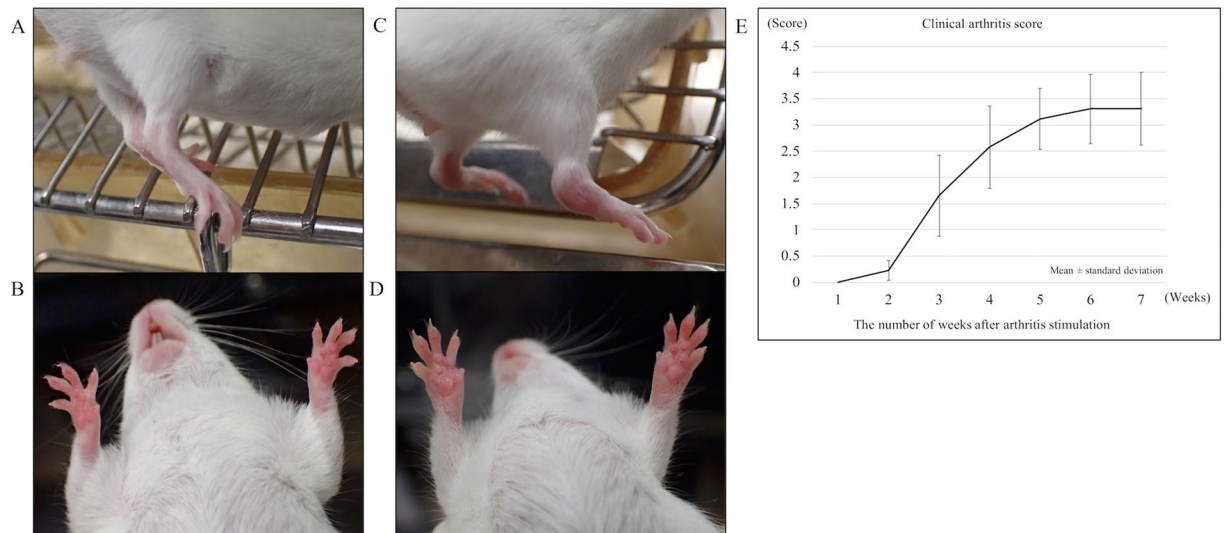 A
B
C
D
E
(Score)
Clinical arthritis score
4.5
4
3.5
3
2.5
2
1.5
1
0.5
0
Mean ± standard deviation
1 2 3 4 5 6 7 (Weeks)
The number of weeks after arthritis stimulation